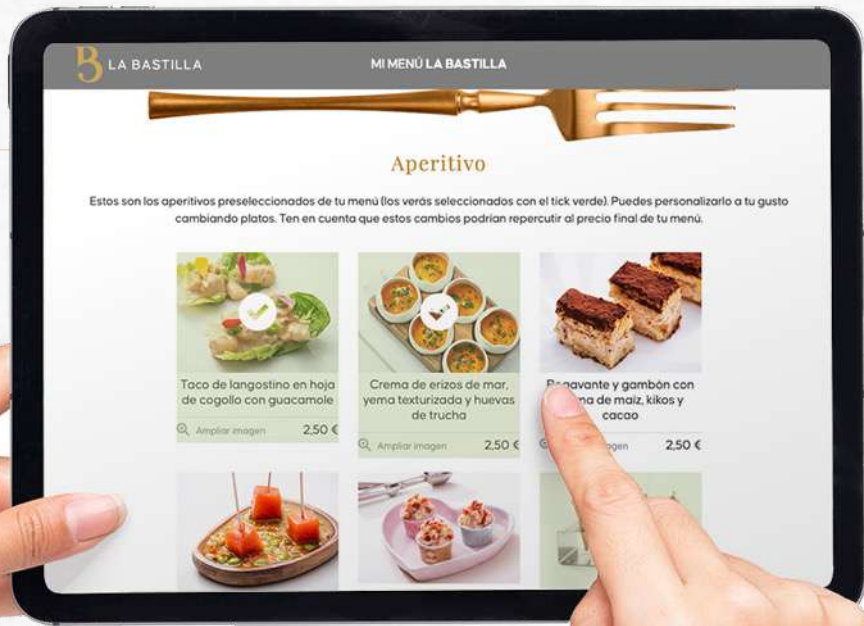 B LA BASTILLA
MI MENÚ LA BASTILLA
Aperitivo
Estos son los aperitivos preseleccionados de tu menú (los verás seleccionados con el tick verde). Puedes personalizarlo a tu gusto
cambiando platos. Ten en cuenta que estos cambios podrían repercutir al precio final de tu menú.
Taco de langostino en hoja
de cogollo con guacamole
Ampliar imagen 2,50 €
Crema de erizos de mar,
yema texturizada y huevas
de trucha
Ampliar imagen 2,50 €
y gambón con
de maíz, kikos y
cacao
2,50 €